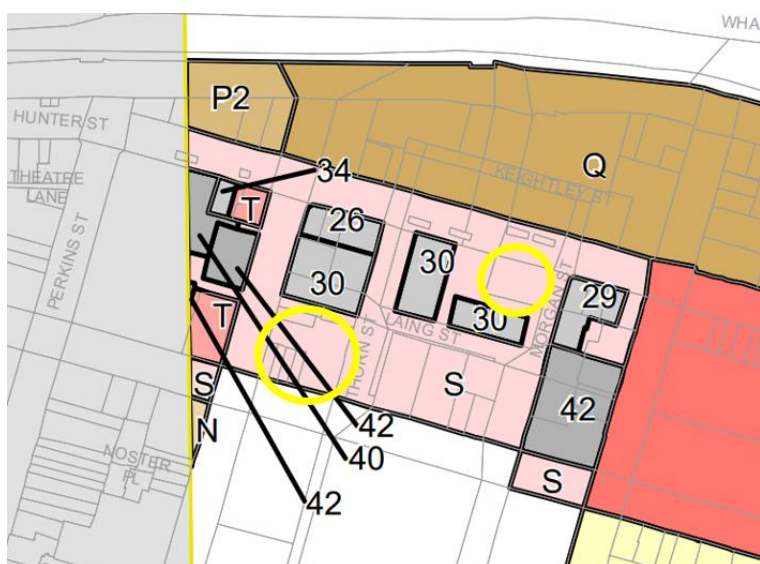 WHA
P2
HUNTER ST
Q
KEIGHTLEY ST
34
THEATRE
LANE
T
26
30
30
29
PERKINS ST
MORGAN ST
T
30
LAING ST
THORN ST
S
S
42
N
42
40
NOSTER
PL
S
42